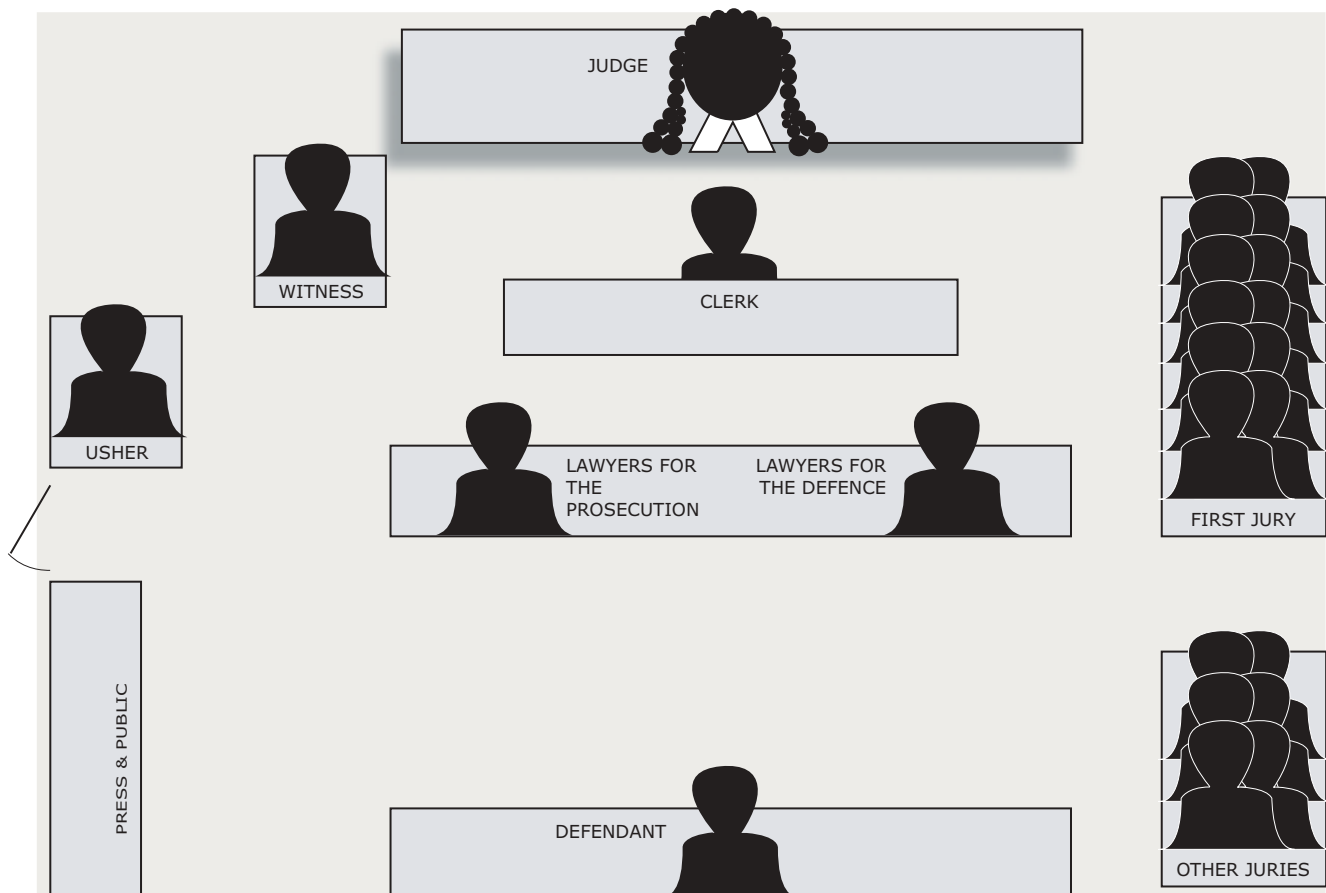 JUDGE
WITNESS
CLERK
USHER
LAWYERS FOR
THE
PROSECUTION
LAWYERS FOR
THE DEFENCE
FIRST JURY
PRESS & PUBLIC
DEFENDANT
OTHER JURIES